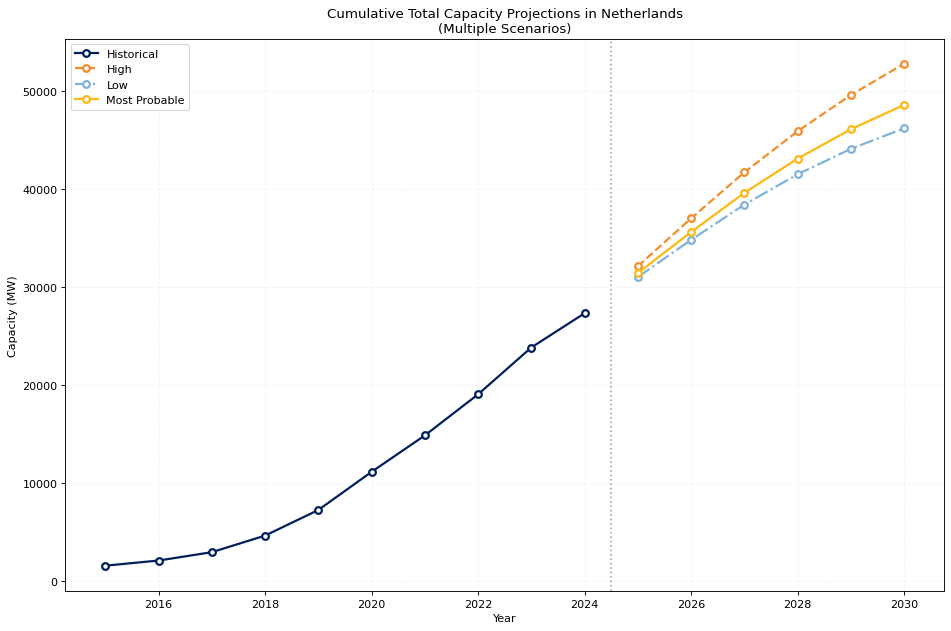 Cumulative Total Capacity Projections in Netherlands
(Multiple Scenarios)
Historical
High
Low
Most Probable
50000
40000
30000
20000
10000
0
Capacity (MW)
2016 2018 2020 2022 2024 2026 2028 2030
Year